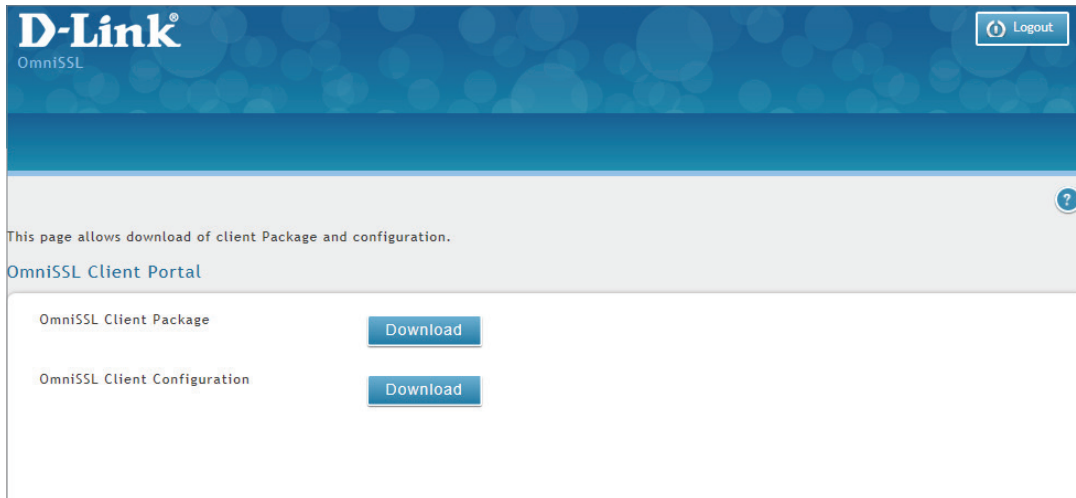 D-Link®
OmniSSL
Logout
?
This page allows download of client Package and configuration.
OmniSSL Client Portal
OmniSSL Client Package
Download
OmniSSL Client Configuration
Download